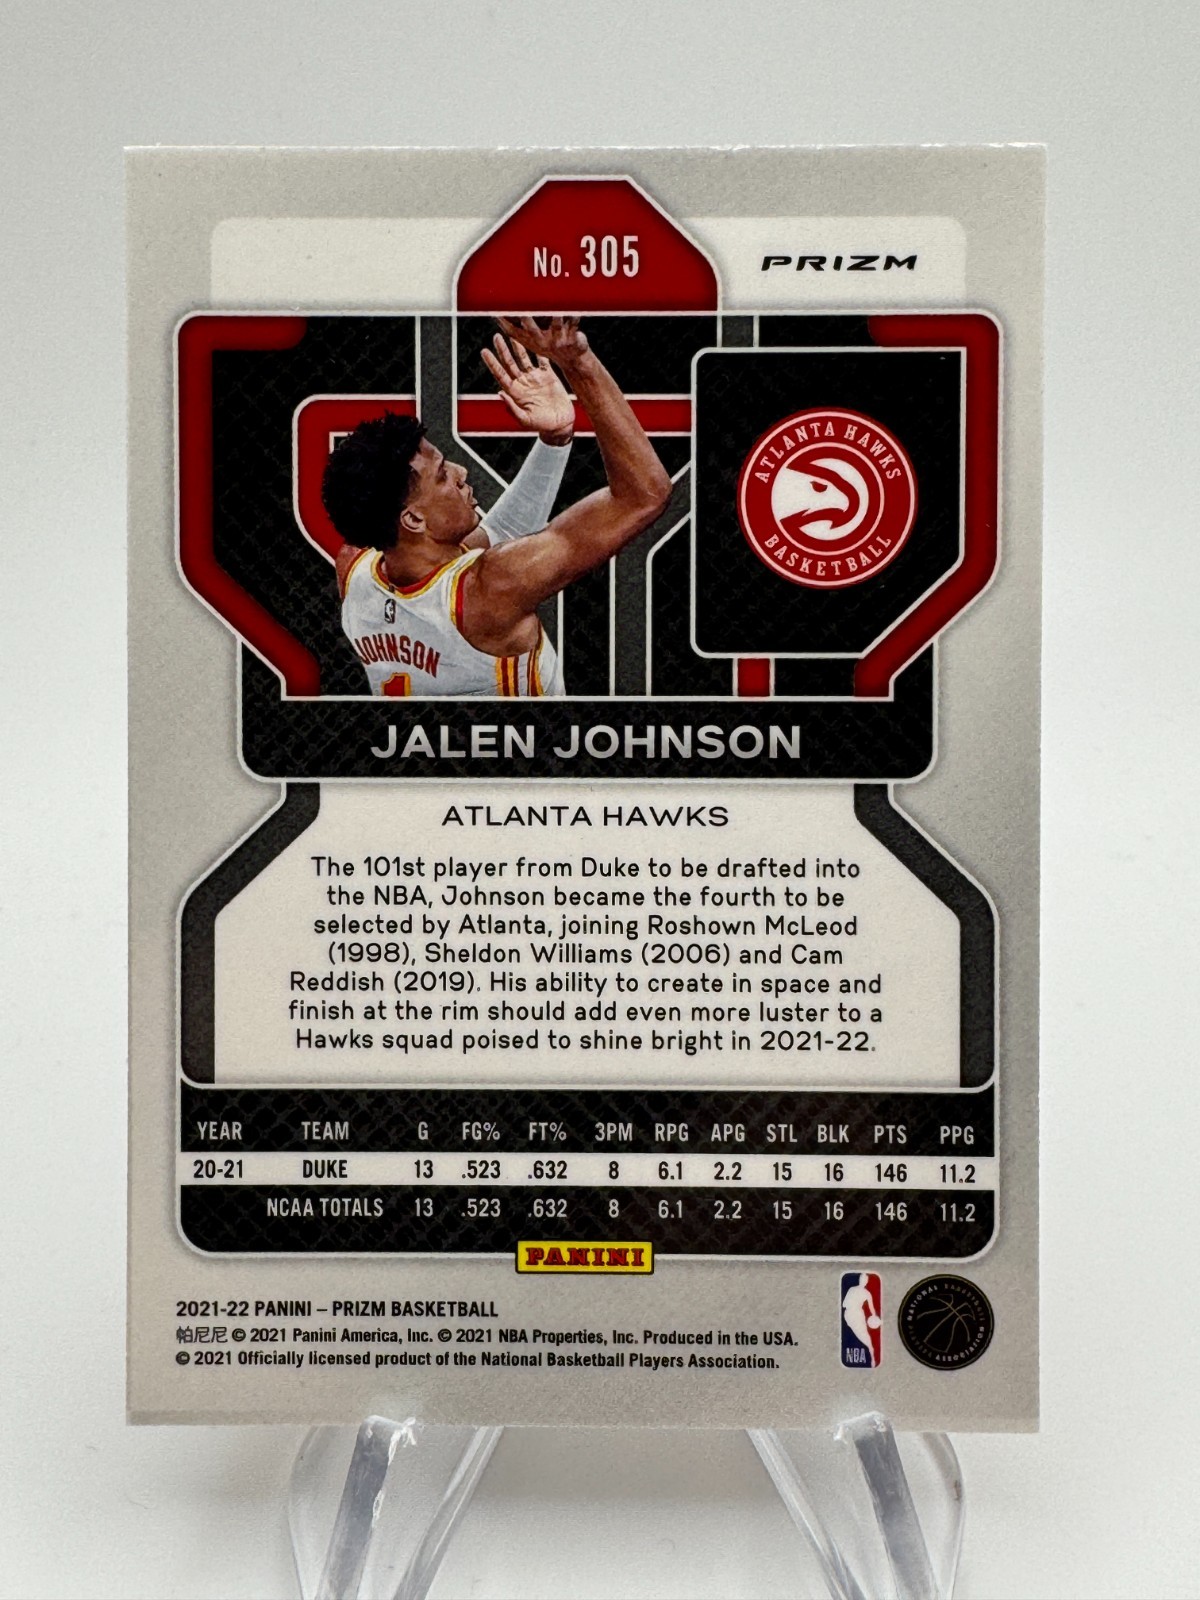 No. 305
PRIZM
ATLANTA HAWKS
BASKETBALL
JOHNSON
1
JALEN JOHNSON
ATLANTA HAWKS
The 101st player from Duke to be drafted into
the NBA, Johnson became the fourth to be
selected by Atlanta, joining Roshown McLeod
(1998), Sheldon Williams (2006) and Cam
Reddish (2019). His ability to create in space and
finish at the rim should add even more luster to a
Hawks squad poised to shine bright in 2021-22.
YEAR TEAM G FG% FT% 3PM RPG APG STL BLK PTS PPG
20-21 DUKE 13 .523 .632 8 6.1 2.2 15 16 146 11.2
NCAA TOTALS 13 .523 .632 8 6.1 2.2 15 16 146 11.2
PANINI
2021-22 PANINI – PRIZM BASKETBALL
帕尼尼 © 2021 Panini America, Inc. © 2021 NBA Properties, Inc. Produced in the USA.
© 2021 Officially licensed product of the National Basketball Players Association.
NBA
NATIONAL BASKETBALL
PLAYERS ASSOCIATION